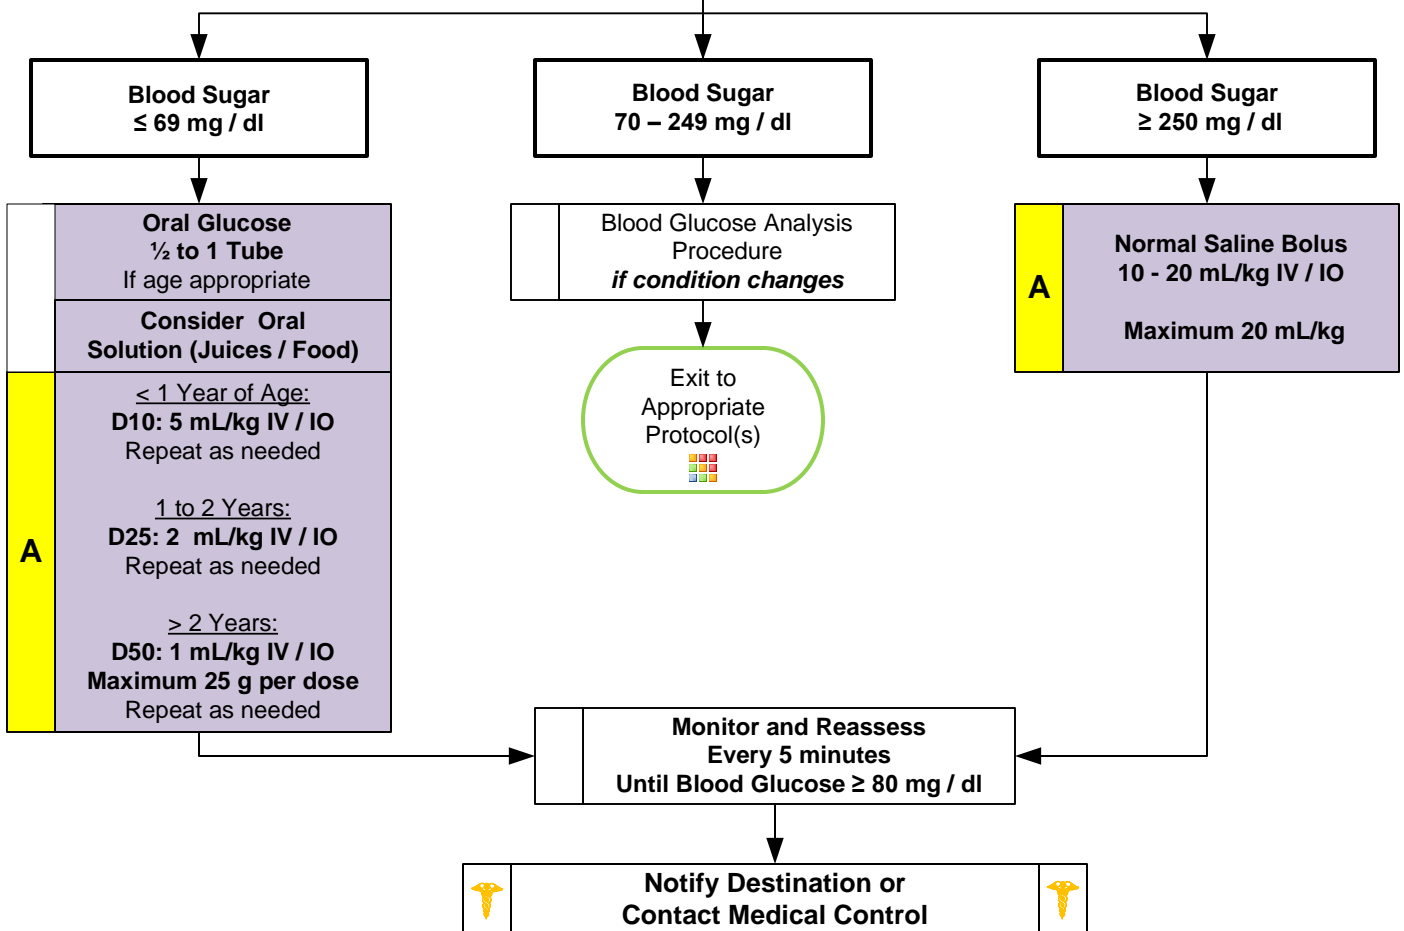 Blood Sugar
≤ 69 mg / dl
Blood Sugar
70 – 249 mg / dl
Blood Sugar
≥ 250 mg / dl
Oral Glucose
½ to 1 Tube
If age appropriate
Consider Oral
Solution (Juices / Food)
A
< 1 Year of Age:
D10: 5 mL/kg IV / IO
Repeat as needed
1 to 2 Years:
D25: 2 mL/kg IV / IO
Repeat as needed
> 2 Years:
D50: 1 mL/kg IV / IO
Maximum 25 g per dose
Repeat as needed
Blood Glucose Analysis
Procedure
if condition changes
Exit to
Appropriate
Protocol(s)
A
Normal Saline Bolus
10 - 20 mL/kg IV / IO
Maximum 20 mL/kg
Monitor and Reassess
Every 5 minutes
Until Blood Glucose ≥ 80 mg / dl
Notify Destination or
Contact Medical Control